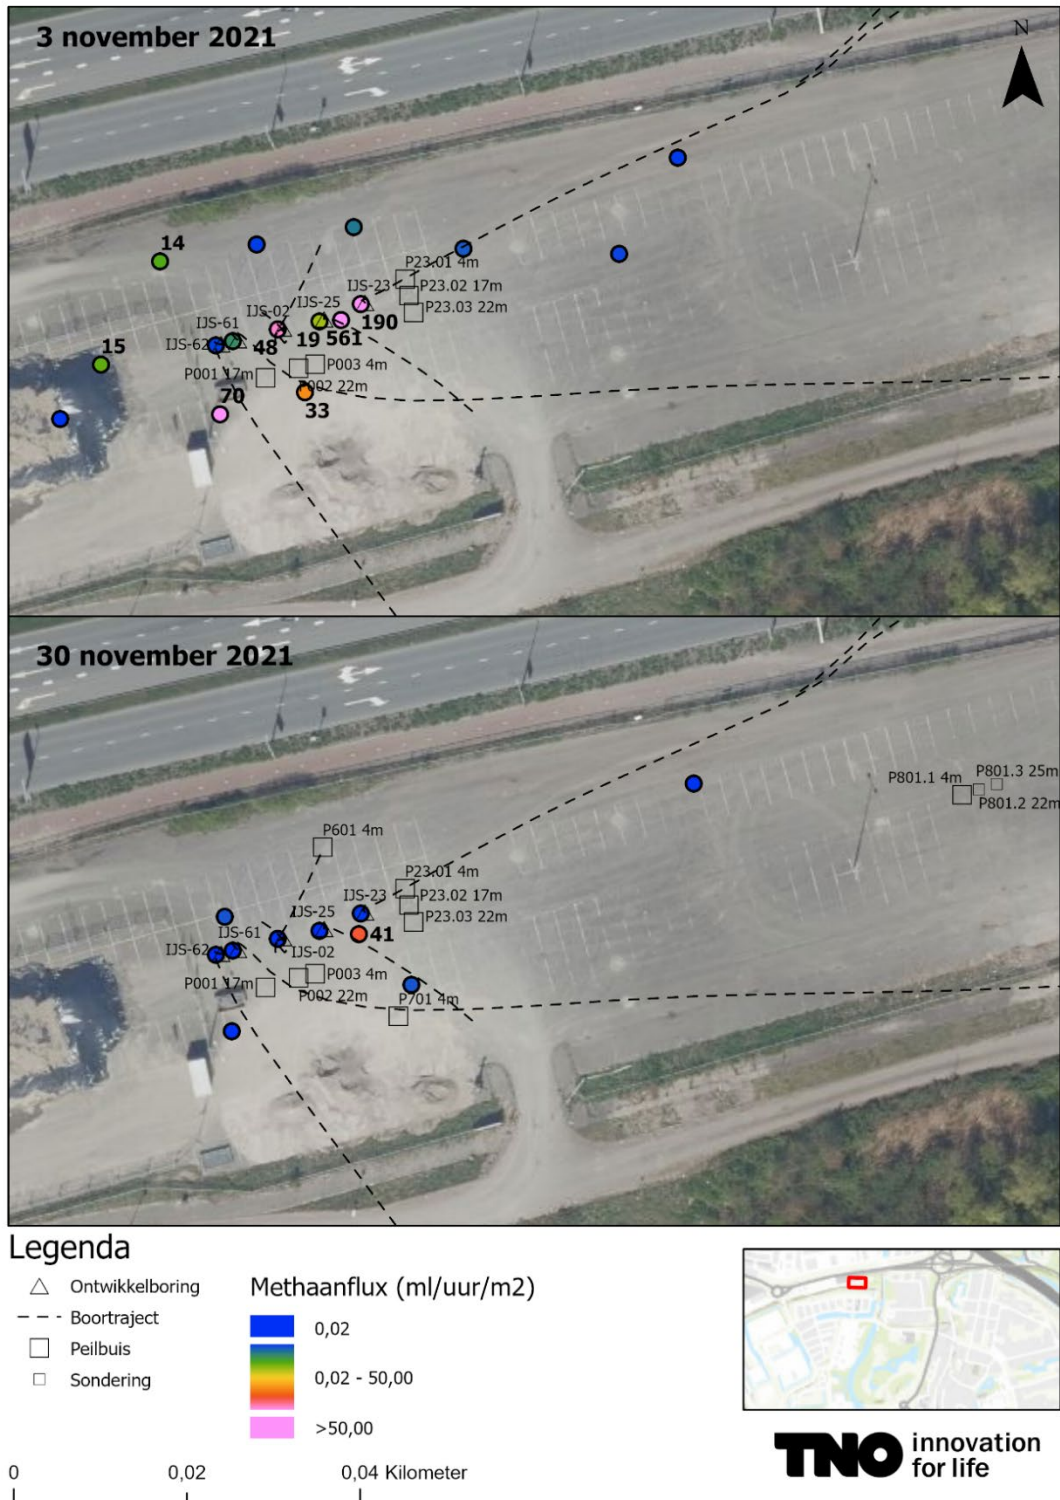 3 november 2021
N
14
P23.01 4m
IJS-23
P23.02 17m
IJS-25
P23.03 22m
IJS-02
190
IJS-61
19
561
IJS-62
48
15
P003 4m
P001 17m
P002 22m
70
33
30 november 2021
P801.3 25m
P801.1 4m
P801.2 22m
P601 4m
P23.01 4m
IJS-23
P23.02 17m
IJS-25
P23.03 22m
IJS-61
41
IJS-62
IJS-02
P003 4m
P001 17m
P002 22m
P701 4m
Legenda
Ontwikkelboring
Boortraject
Peilbuis
Sondering
Methaanflux (ml/uur/m2)
0,02
0,02 - 50,00
>50,00
TNO innovation
for life
0 0,02 0,04 Kilometer